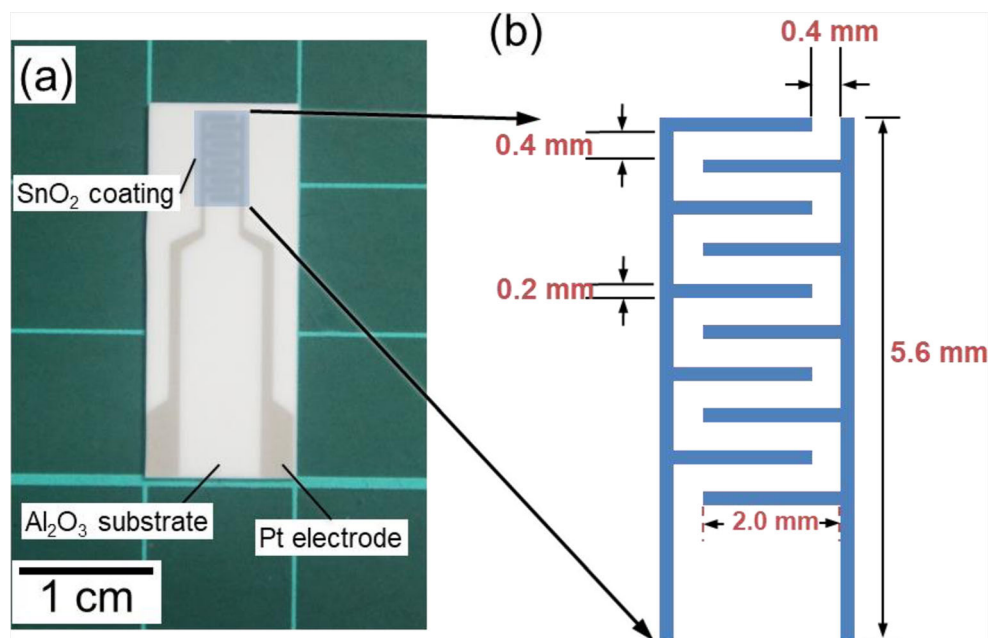 (a)
SnO₂ coating
Al₂O₃ substrate
Pt electrode
1 cm
(b)
0.4 mm
0.4 mm
0.2 mm
5.6 mm
2.0 mm